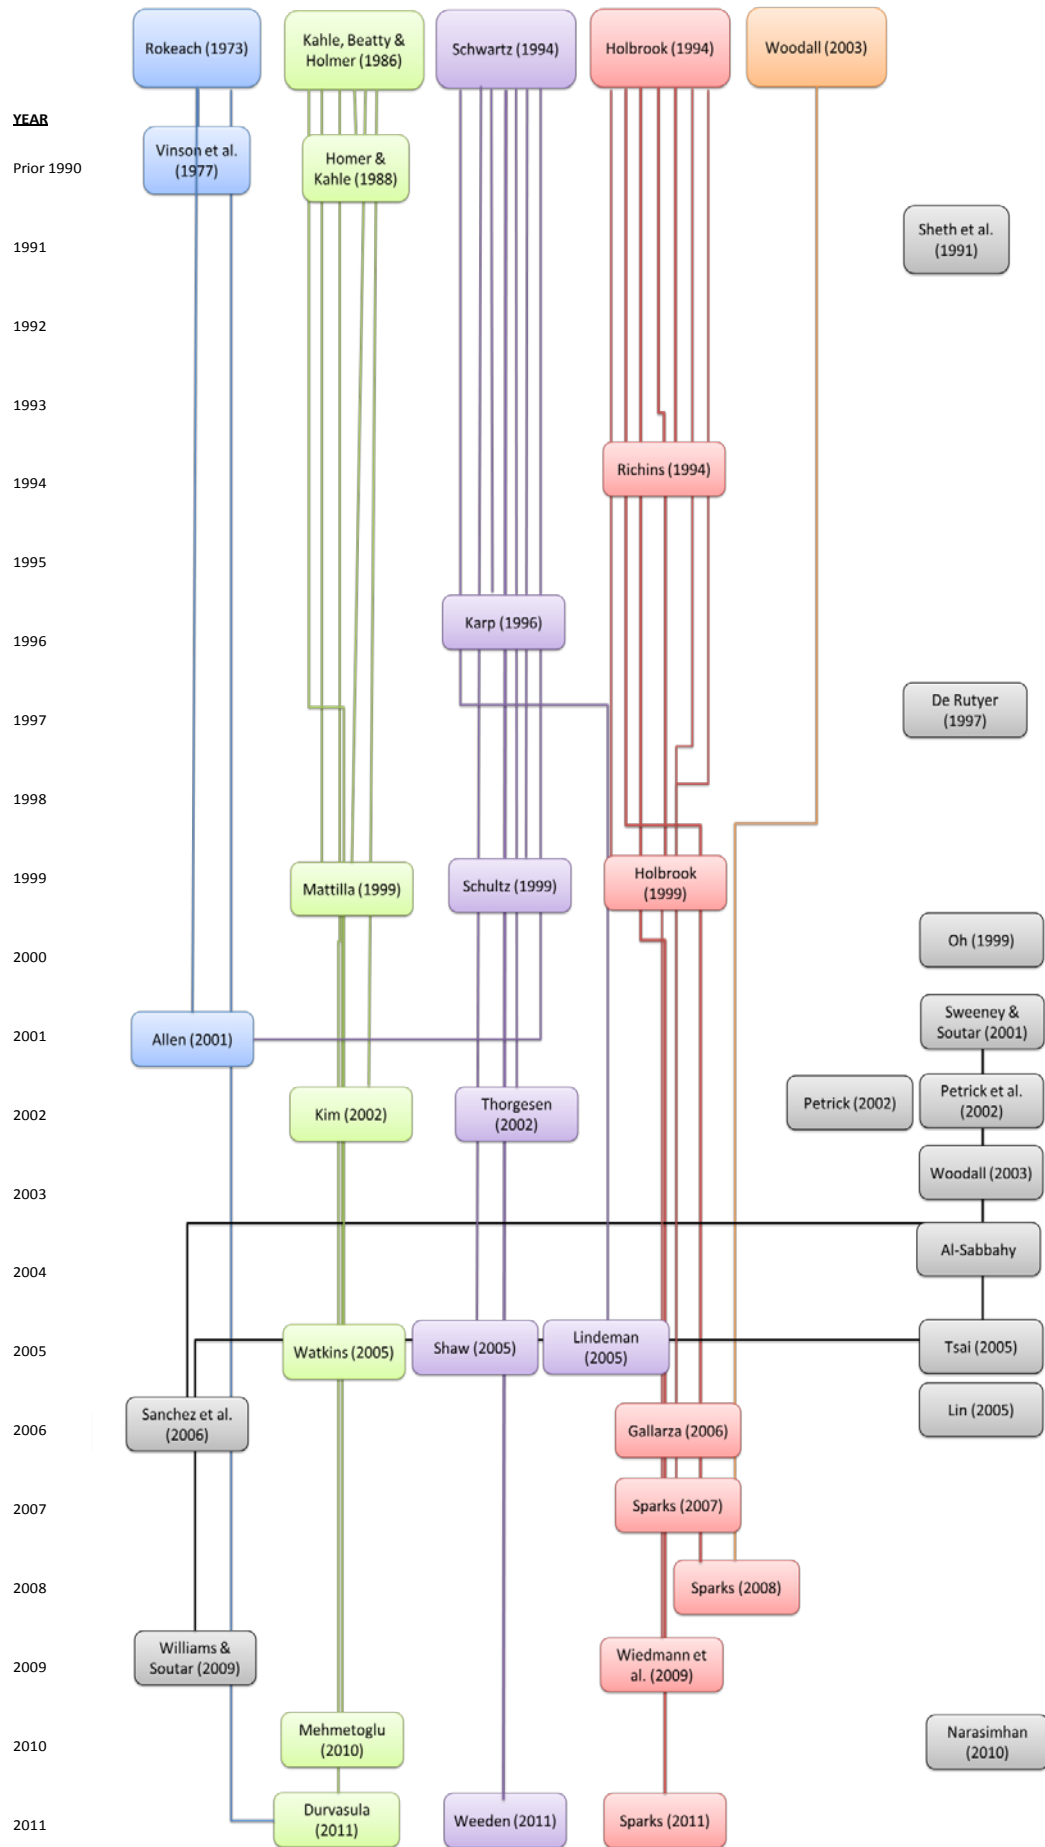 Rokeach (1973)
Kahle, Beatty &
Holmer (1986)
Schwartz (1994)
Holbrook (1994)
Woodall (2003)
YEAR
Prior 1990
Vinson et al.
(1977)
Homer &
Kahle (1988)
1991
Sheth et al.
(1991)
1992
1993
1994
Richins (1994)
1995
1996
Karp (1996)
1997
De Rutyer
(1997)
1998
1999
Mattilla (1999)
Schultz (1999)
Holbrook
(1999)
2000
Oh (1999)
2001
Allen (2001)
Sweeney &
Soutar (2001)
2002
Kim (2002)
Thorgesen
(2002)
Petrick (2002)
Petrick et al.
(2002)
2003
Woodall (2003)
2004
Al-Sabbahy
2005
Watkins (2005)
Shaw (2005)
Lindeman
(2005)
Tsai (2005)
Lin (2005)
2006
Sanchez et al.
(2006)
Gallarza (2006)
2007
Sparks (2007)
2008
Sparks (2008)
2009
Williams &
Soutar (2009)
Wiedmann et
al. (2009)
2010
Mehmetoglu
(2010)
Narasimhan
(2010)
2011
Durvasula
(2011)
Weeden (2011)
Sparks (2011)